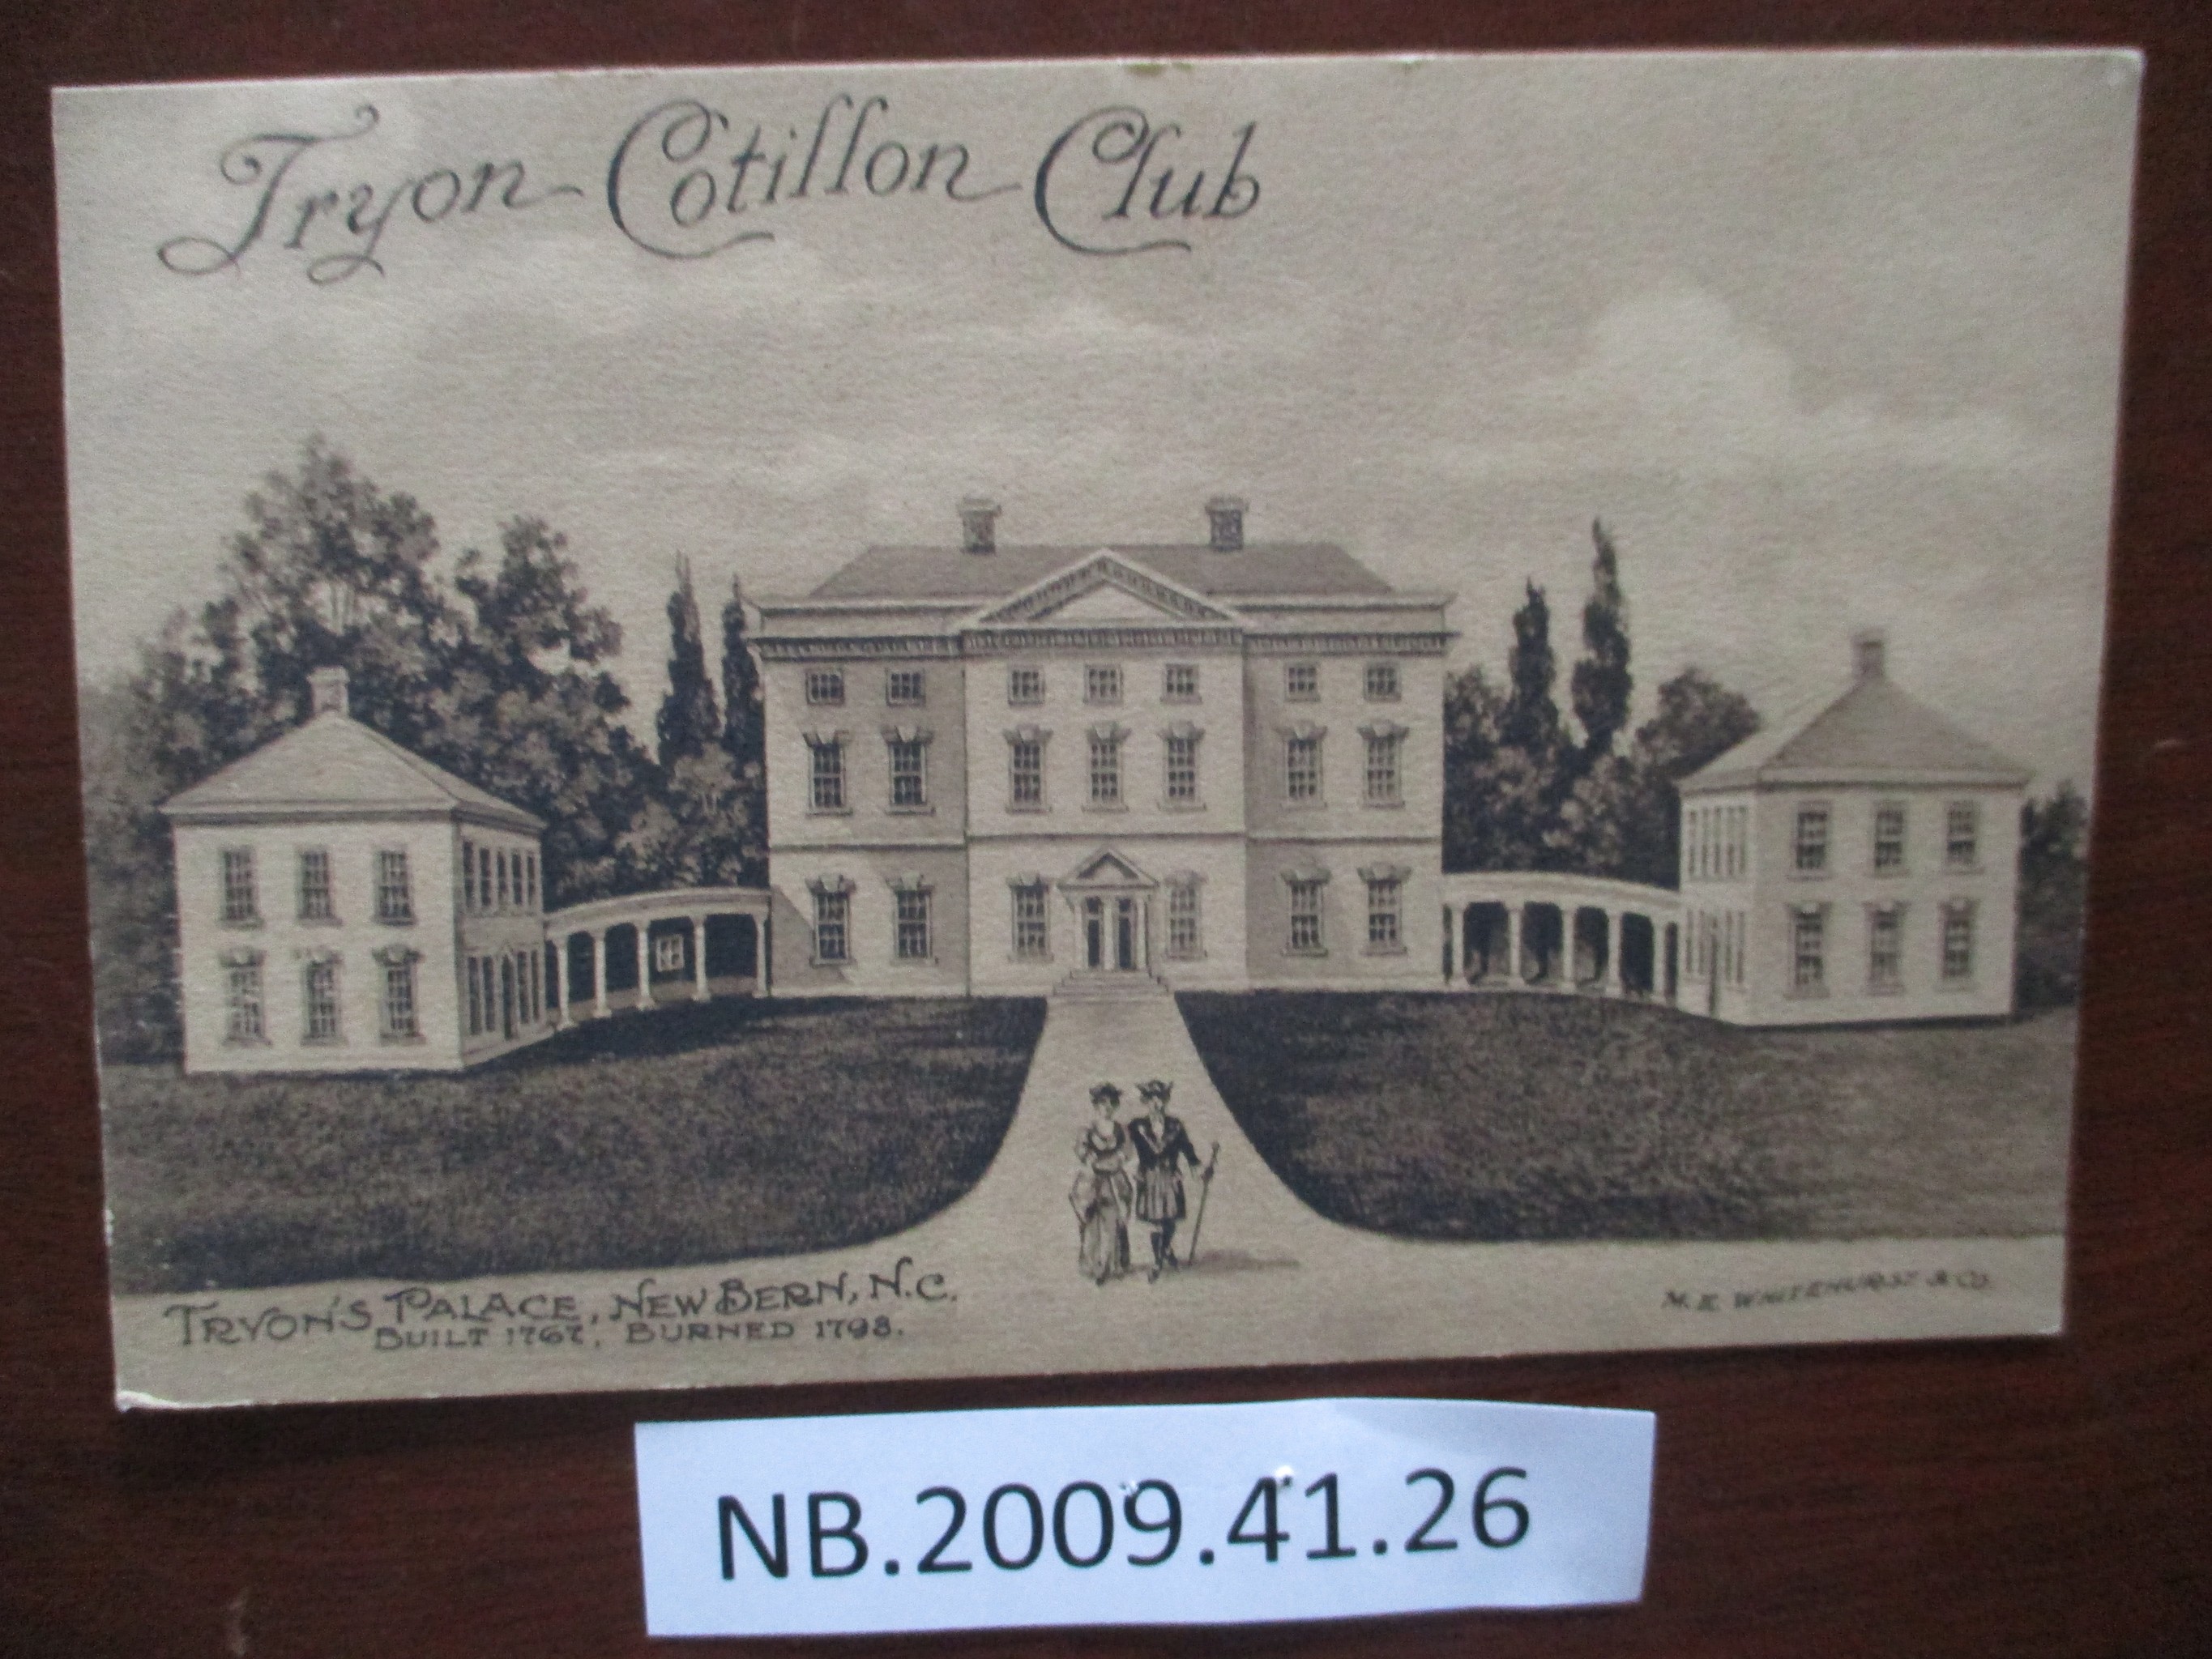 Tryon Cotillon Club
TRYON'S PALACE, NEW BERN, N.C.
BUILT 1767, BURNED 1798.
M. E. WHITEHURST & CO.
NB.2009.41.26